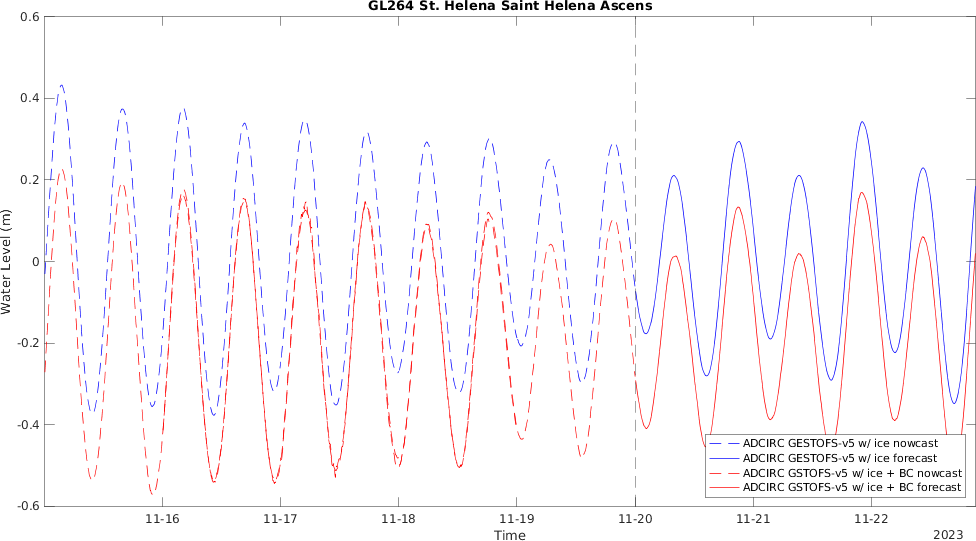 GL264 St. Helena Saint Helena Ascens
0.6
0.4
0.2
0
-0.2
-0.4
-0.6
Water Level (m)
11-16
11-17
11-18
11-19
11-20
11-21
11-22
Time
2023
ADCIRC GESTOFS-v5 w/ ice nowcast
ADCIRC GESTOFS-v5 w/ ice forecast
ADCIRC GSTOFS-v5 w/ ice + BC nowcast
ADCIRC GSTOFS-v5 w/ ice + BC forecast